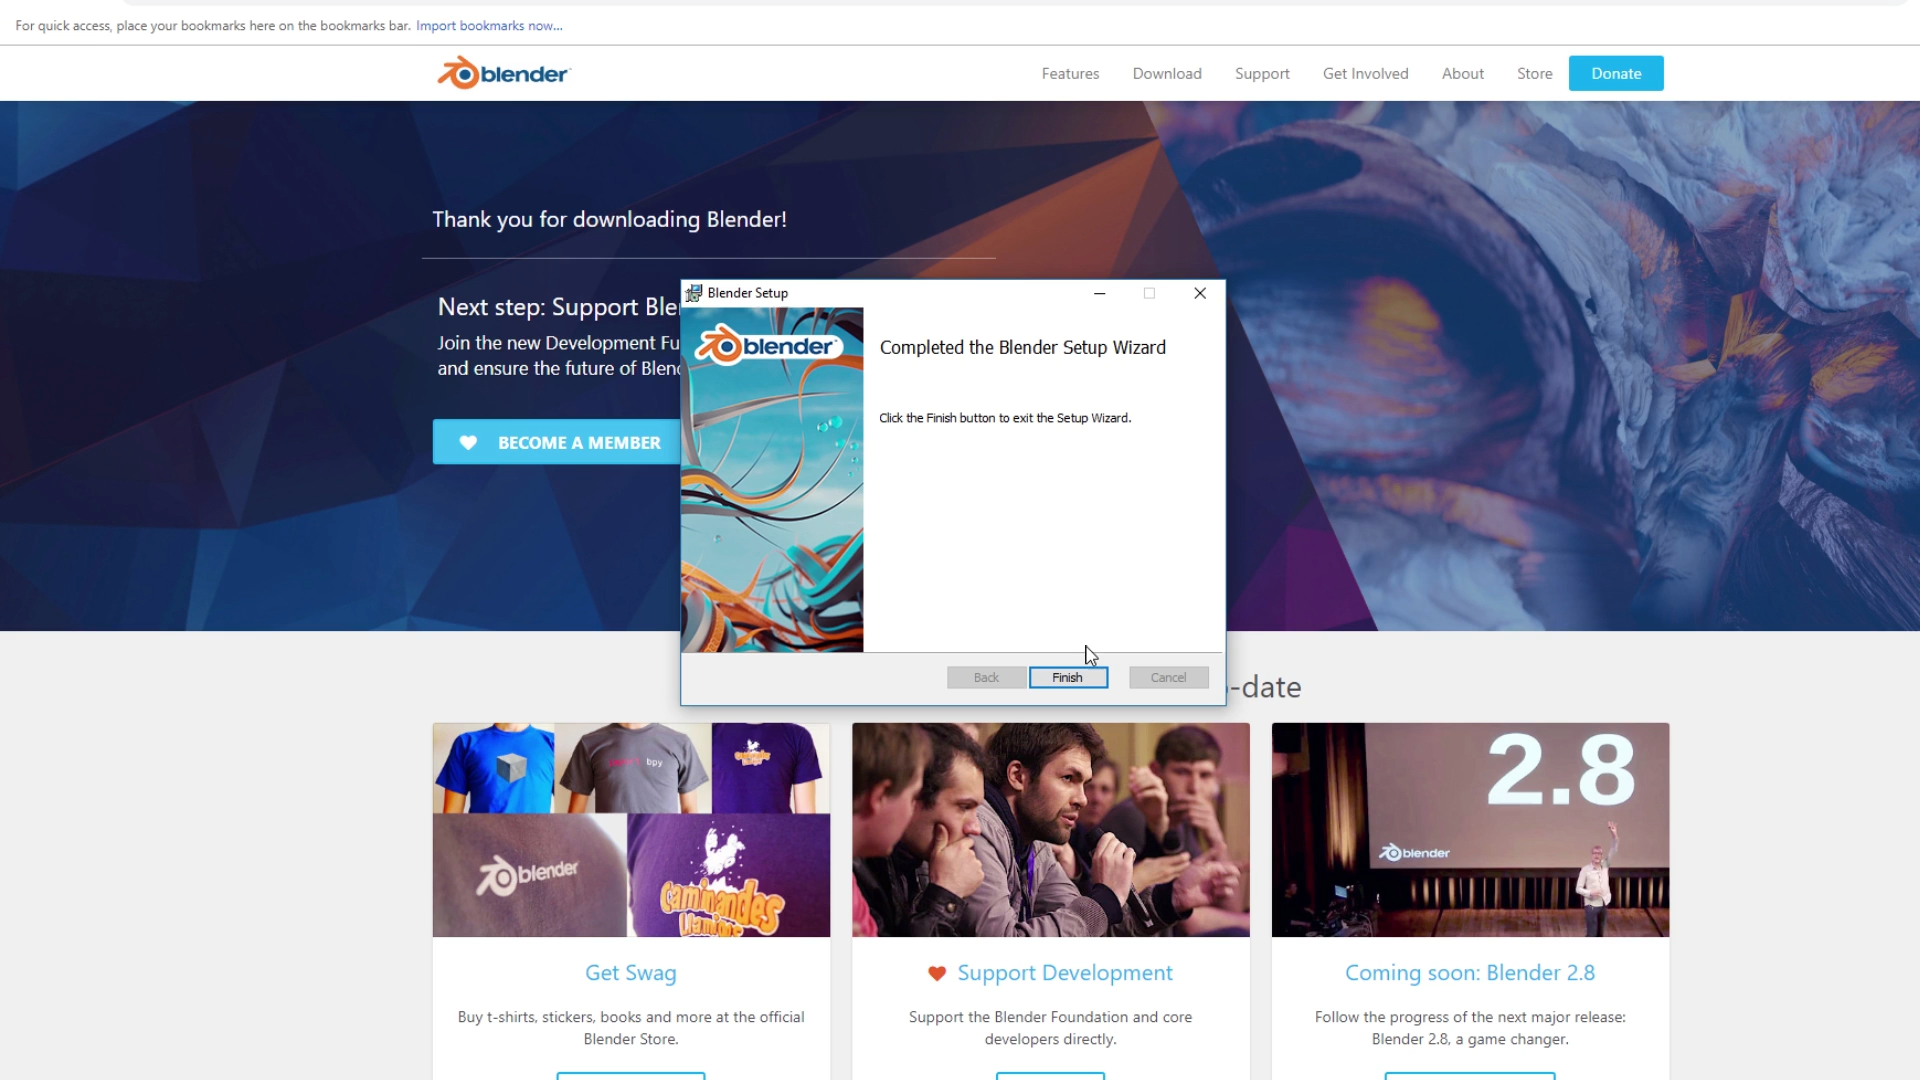 For quick access, place your bookmarks here on the bookmarks bar. Import bookmarks now...
blender
Features Download Support Get Involved About Store Donate
Thank you for downloading Blender!
Next step: Support Ble
Join the new Development Fu
and ensure the future of Blen
BECOME A MEMBER
Blender Setup
blender
Completed the Blender Setup Wizard
Click the Finish button to exit the Setup Wizard.
Back Finish Cancel
-date
bpy
blender
caminandes
llamigos
2.8
blender
Get Swag
Buy t-shirts, stickers, books and more at the official
Blender Store.
Support Development
Support the Blender Foundation and core
developers directly.
Coming soon: Blender 2.8
Follow the progress of the next major release:
Blender 2.8, a game changer.